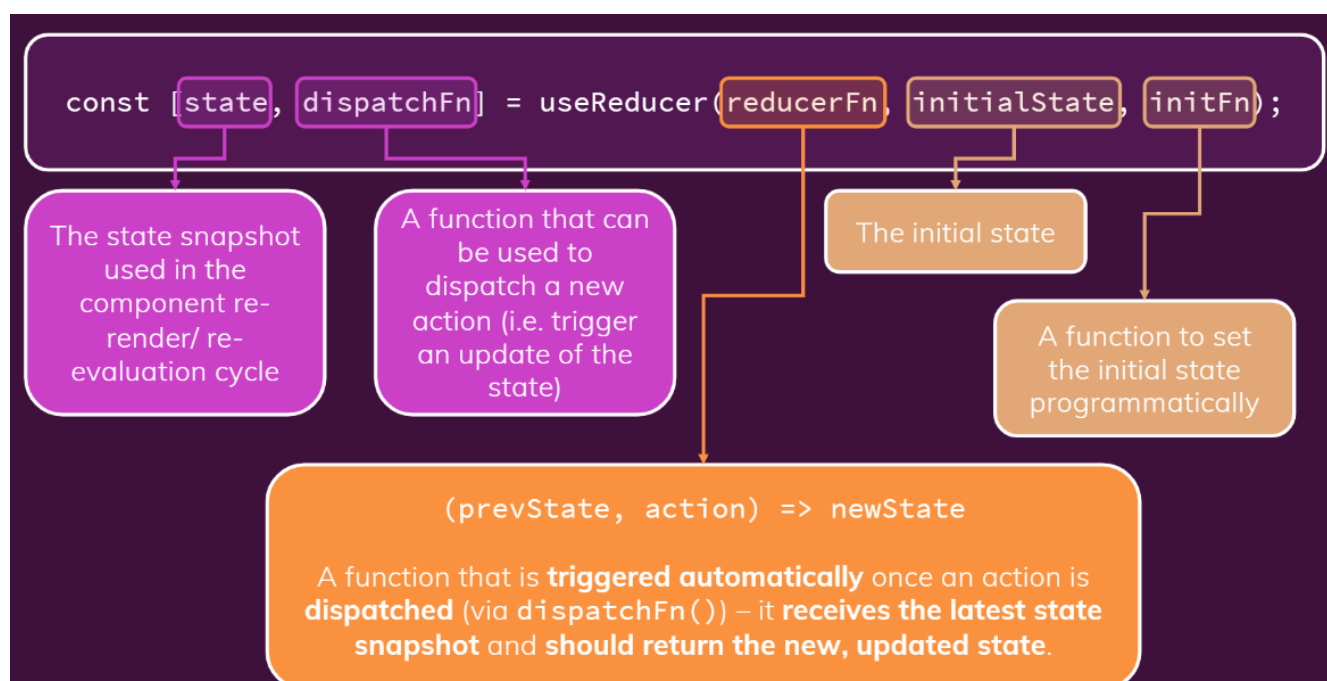 const [state, dispatchFn] = useReducer(reducerFn, initialState, initFn);
The state snapshot
used in the
component re-
render/ re-
evaluation cycle
A function that can
be used to
dispatch a new
action (i.e. trigger
an update of the
state)
The initial state
A function to set
the initial state
programmatically
(prevState, action) => newState
A function that is triggered automatically once an action is
dispatched (via dispatchFn()) – it receives the latest state
snapshot and should return the new, updated state.